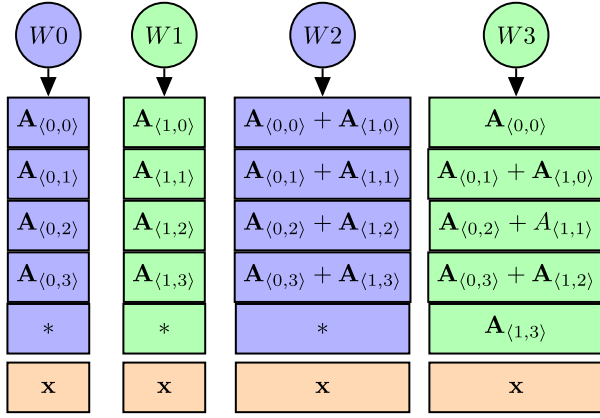 W0 W1 W2 W3
A⟨0,0⟩ A⟨1,0⟩ A⟨0,0⟩ + A⟨1,0⟩ A⟨0,0⟩
A⟨0,1⟩ A⟨1,1⟩ A⟨0,1⟩ + A⟨1,1⟩ A⟨0,1⟩ + A⟨1,0⟩
A⟨0,2⟩ A⟨1,2⟩ A⟨0,2⟩ + A⟨1,2⟩ A⟨0,2⟩ + A⟨1,1⟩
A⟨0,3⟩ A⟨1,3⟩ A⟨0,3⟩ + A⟨1,3⟩ A⟨0,3⟩ + A⟨1,2⟩
* * * A⟨1,3⟩
x x x x